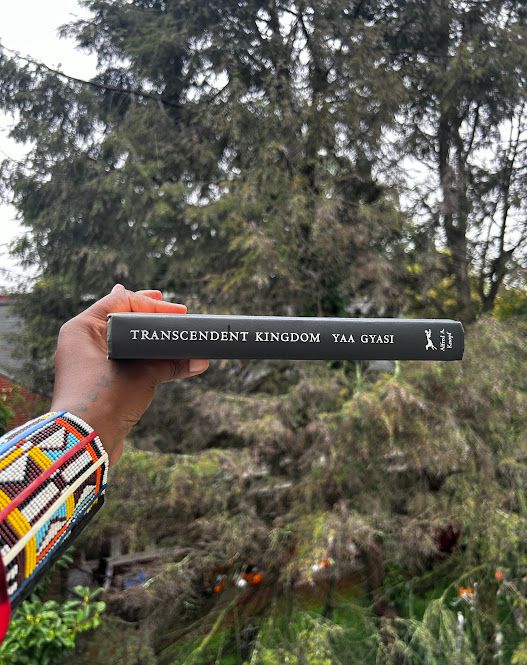 TRANSCENDENT KINGDOM YAA GYASI
Alfred A.
Knopf